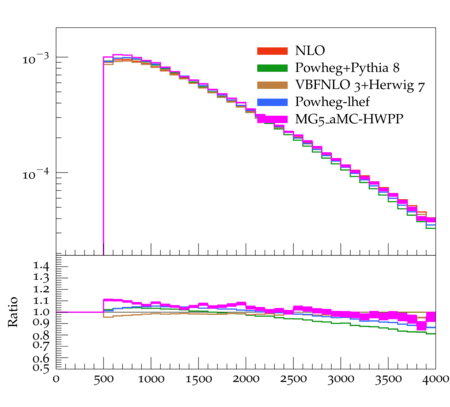 10⁻³
10⁻⁴
NLO
Powheg+Pythia 8
VBFNLO 3+Herwig 7
Powheg-lhef
MG5_aMC-HWPP
Ratio
1.4
1.3
1.2
1.1
1.0
0.9
0.8
0.7
0.6
0.5
0 500 1000 1500 2000 2500 3000 3500 4000